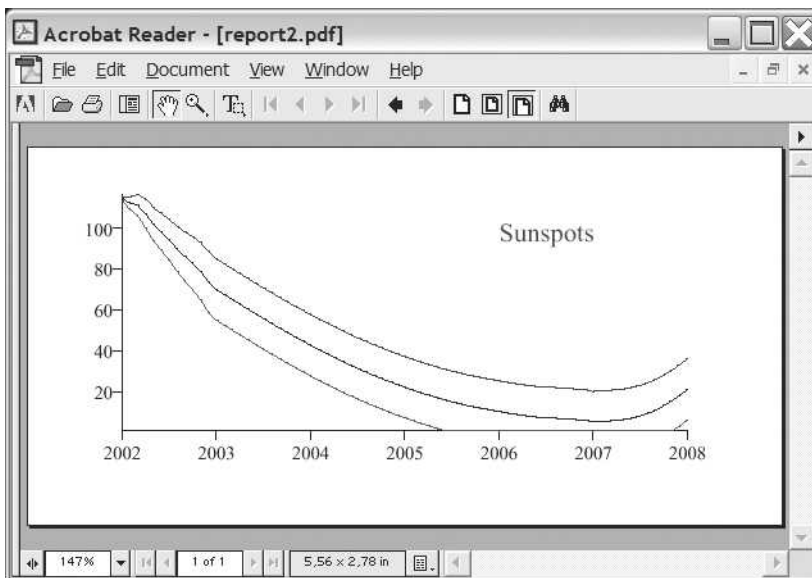 Acrobat Reader - [report2.pdf]
File Edit Document View Window Help
Sunspots
100
80
60
40
20
2002 2003 2004 2005 2006 2007 2008
147% 1 of 1 5,56 x 2,78 in